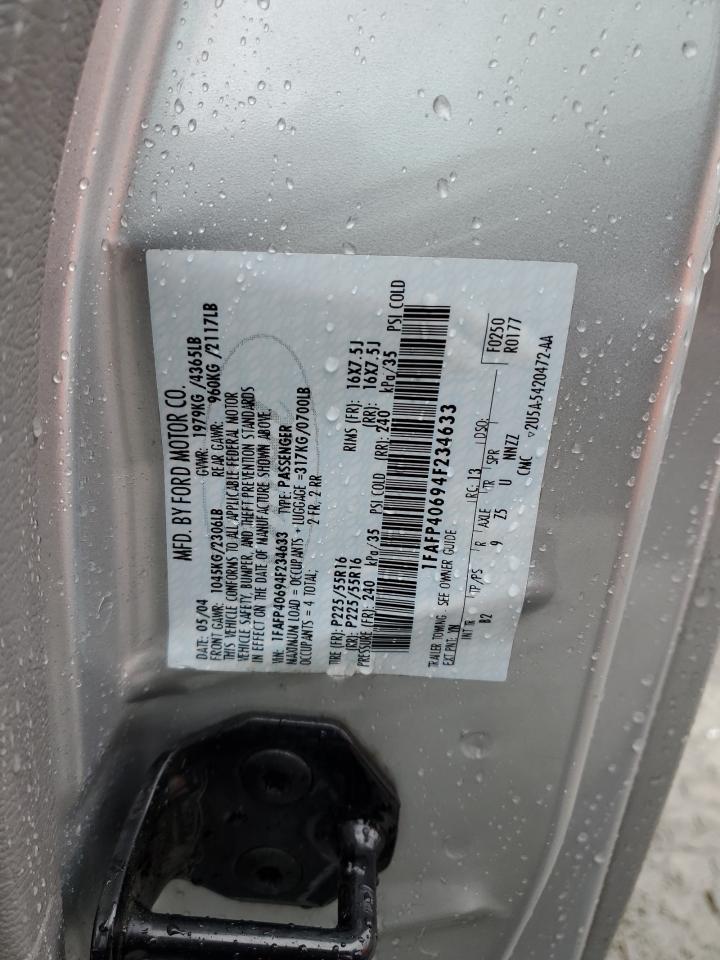 MFD. BY FORD MOTOR CO.
DATE: 05/04 GVWR: 1979KG /4365LB
FRONT GAWR: 1045KG/2306LB REAR GAWR: 960KG /2117LB
THIS VEHICLE CONFORMS TO ALL APPLICABLE FEDERAL MOTOR
VEHICLE SAFETY, BUMPER, AND THEFT PREVENTION STANDARDS
IN EFFECT ON THE DATE OF MANUFACTURE SHOWN ABOVE.
VIN: 1FAFP40694F234633 TYPE: PASSENGER
MAXIMUM LOAD = OCCUPANTS + LUGGAGE =317KG/0700LB
OCCUPANTS = 4 TOTAL: 2 FR, 2 RR
TIRE (FR): P225/55R16 RIMS (FR): 16X7.5J
(RR): P225/55R16 (RR): 16X7.5J
PRESSURE (FR): 240 kPa/35 PSI COLD (RR): 240 kPa/35 PSI COLD
1FAFP40694F234633
TRAILER TOWING - SEE OWNER GUIDE
EXT PNT: YN RC: 13 DSO: F0250
INT TR TP/PS R AXLE TR SPR R0177
B2 9 Z5 U NNZZ
CNC ▽2U5A-5420472-AA